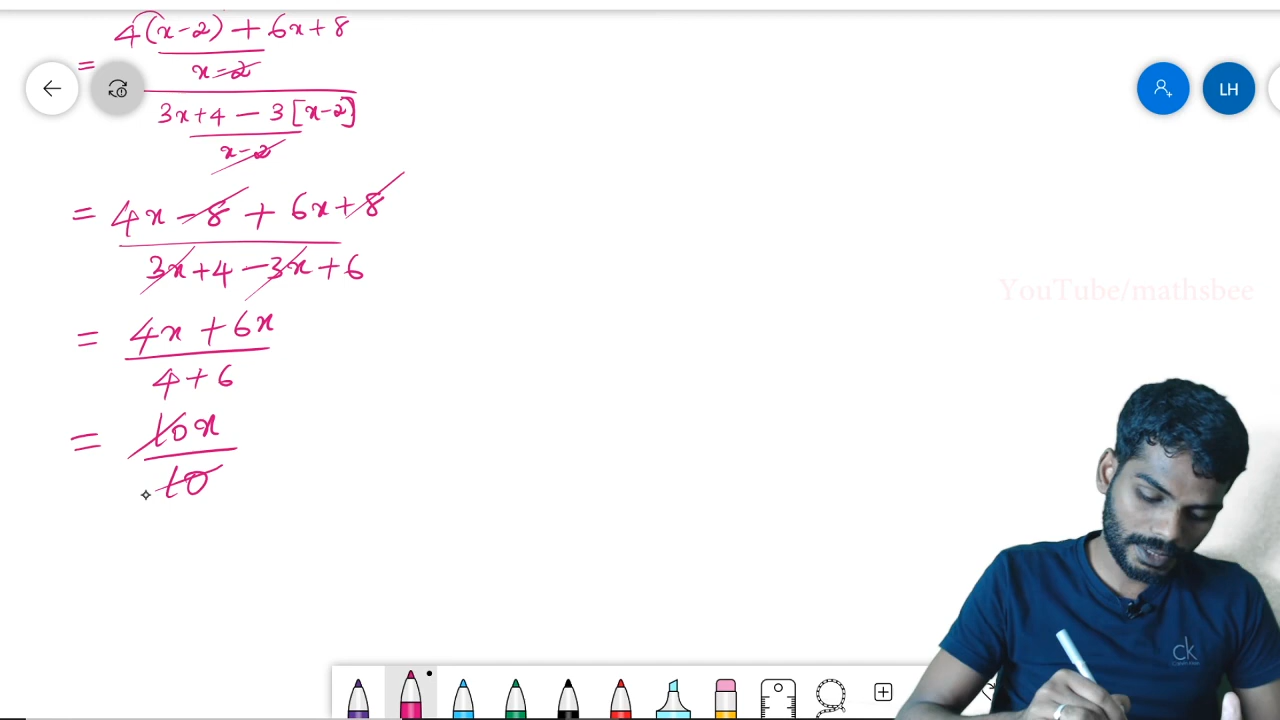 4(x-2) + 6x+8
=
x-2
3x+4 - 3[x-2]
x-2
= 4x - 8 + 6x + 8
3x + 4 - 3x + 6
= 4x + 6x
4 + 6
= 10x
10
LH
YouTube/mathsbee
ck